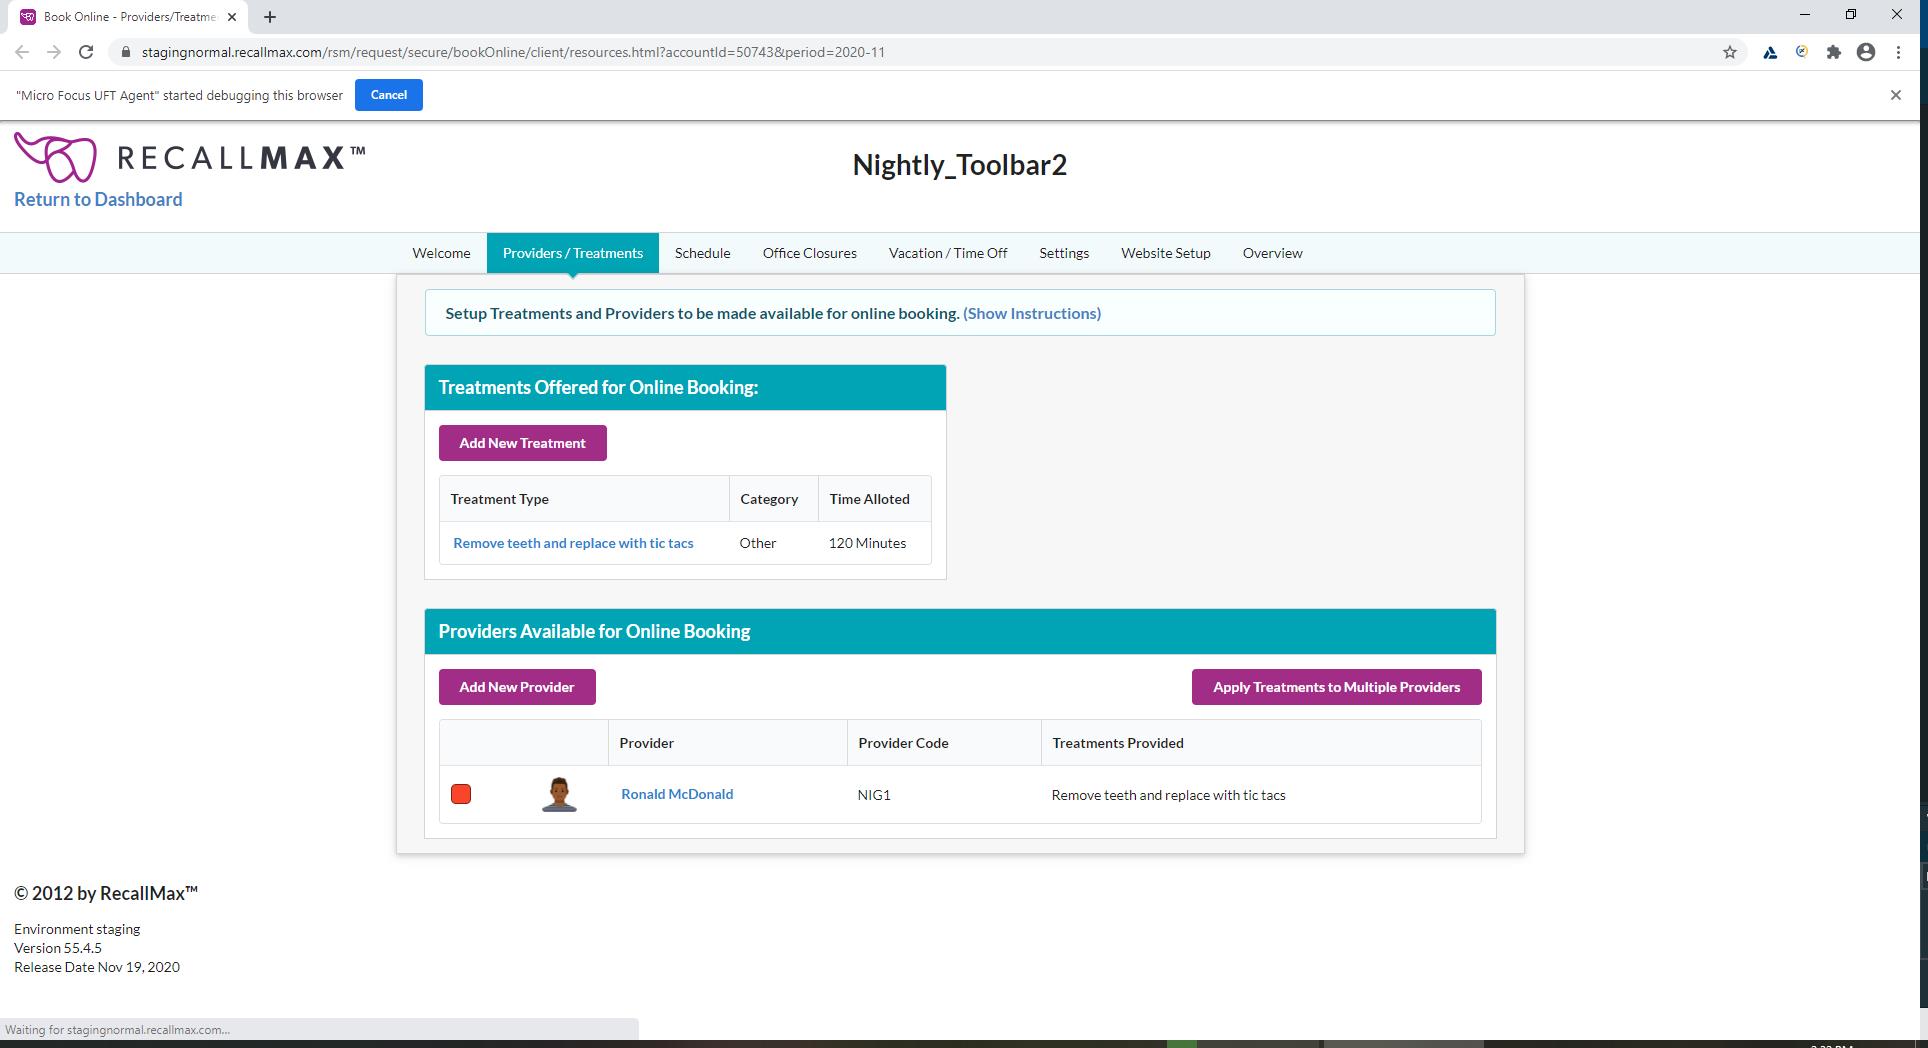 Book Online - Providers/Treatme
stagingnormal.recallmax.com/rsm/request/secure/bookOnline/client/resources.html?accountId=50743&period=2020-11
"Micro Focus UFT Agent" started debugging this browser
Cancel
RECALLMAX™
Nightly_Toolbar2
Return to Dashboard
Welcome Providers / Treatments Schedule Office Closures Vacation / Time Off Settings Website Setup Overview
Setup Treatments and Providers to be made available for online booking. (Show Instructions)
Treatments Offered for Online Booking:
Add New Treatment
Treatment Type Category Time Alloted
Remove teeth and replace with tic tacs Other 120 Minutes
Providers Available for Online Booking
Add New Provider Apply Treatments to Multiple Providers
Provider Provider Code Treatments Provided
Ronald McDonald NIG1 Remove teeth and replace with tic tacs
© 2012 by RecallMax™
Environment staging
Version 55.4.5
Release Date Nov 19, 2020
Waiting for stagingnormal.recallmax.com...